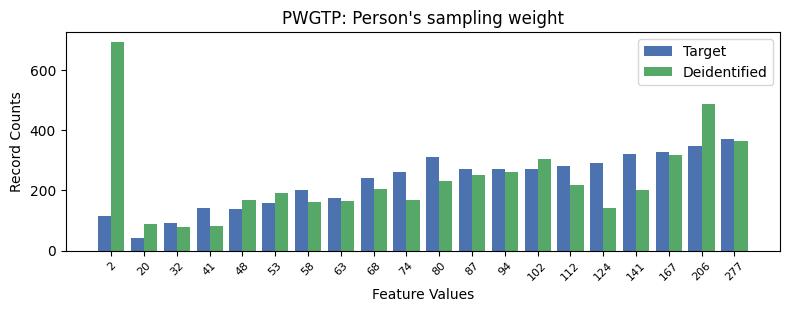 PWGTP: Person's sampling weight
Target
Deidentified
Record Counts
600
400
200
0
2 20 32 41 48 53 58 63 68 74 80 87 94 102 112 124 141 167 206 277
Feature Values